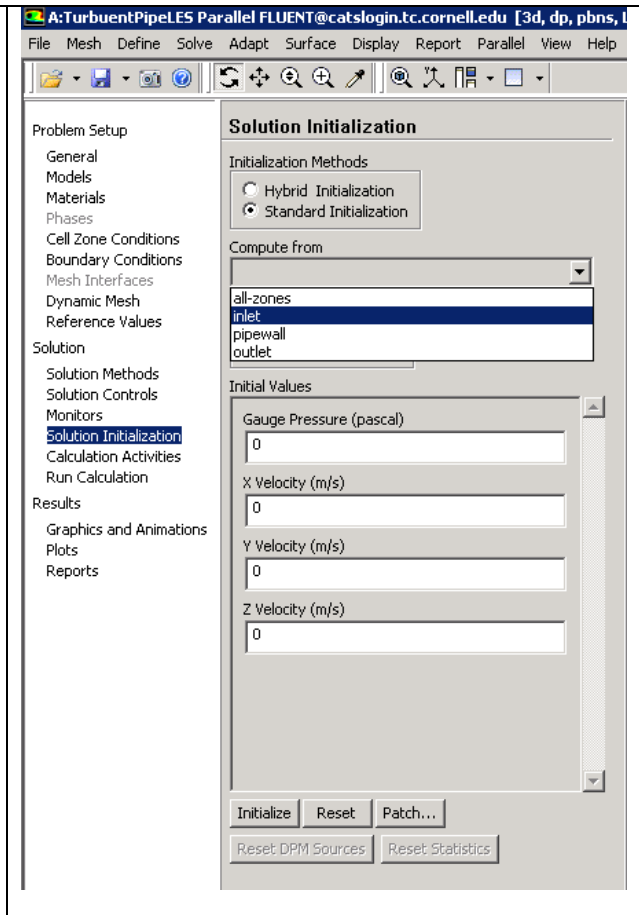 A:TurbuentPipeLES Parallel FLUENT@catslogin.tc.cornell.edu [3d, dp, pbns,
File Mesh Define Solve Adapt Surface Display Report Parallel View Help
Problem Setup
General
Models
Materials
Phases
Cell Zone Conditions
Boundary Conditions
Mesh Interfaces
Dynamic Mesh
Reference Values
Solution
Solution Methods
Solution Controls
Monitors
Solution Initialization
Calculation Activities
Run Calculation
Results
Graphics and Animations
Plots
Reports
Solution Initialization
Initialization Methods
Hybrid Initialization
Standard Initialization
Compute from
all-zones
inlet
pipewall
outlet
Initial Values
Gauge Pressure (pascal)
0
X Velocity (m/s)
0
Y Velocity (m/s)
0
Z Velocity (m/s)
0
Initialize Reset Patch...
Reset DPM Sources Reset Statistics